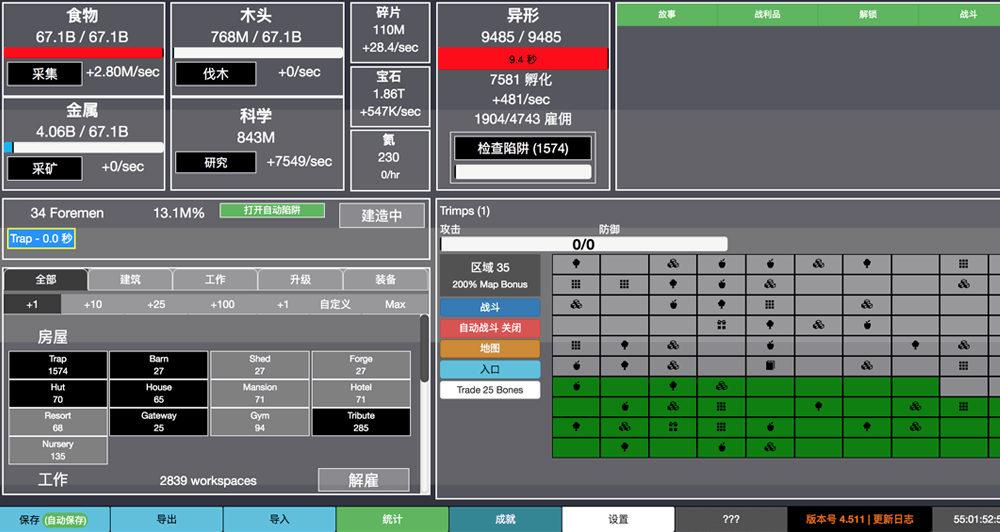 食物
67.1B / 67.1B
采集
+2.80M/sec
木头
768M / 67.1B
伐木
+0/sec
金属
4.06B / 67.1B
采矿
+0/sec
科学
843M
研究
+7549/sec
碎片
110M
+28.4/sec
宝石
1.86T
+547K/sec
氦
230
0/hr
异形
9485 / 9485
9.4 秒
7581 孵化
+481/sec
1904/4743 雇佣
检查陷阱 (1574)
故事
战利品
解锁
战斗
34 Foremen
13.1M%
打开自动陷阱
建造中
Trap - 0.0 秒
全部
建筑
工作
升级
装备
+1
+10
+25
+100
+1
自定义
Max
房屋
Trap
1574
Barn
27
Shed
27
Forge
27
Hut
70
House
65
Mansion
71
Hotel
71
Resort
68
Gateway
25
Gym
94
Tribute
285
Nursery
135
工作
2839 workspaces
解雇
Trimps (1)
攻击
防御
0/0
区域 35
200% Map Bonus
战斗
自动战斗 关闭
地图
入口
Trade 25 Bones
保存 (自动保存)
导出
导入
统计
成就
设置
???
版本号 4.511 | 更新日志